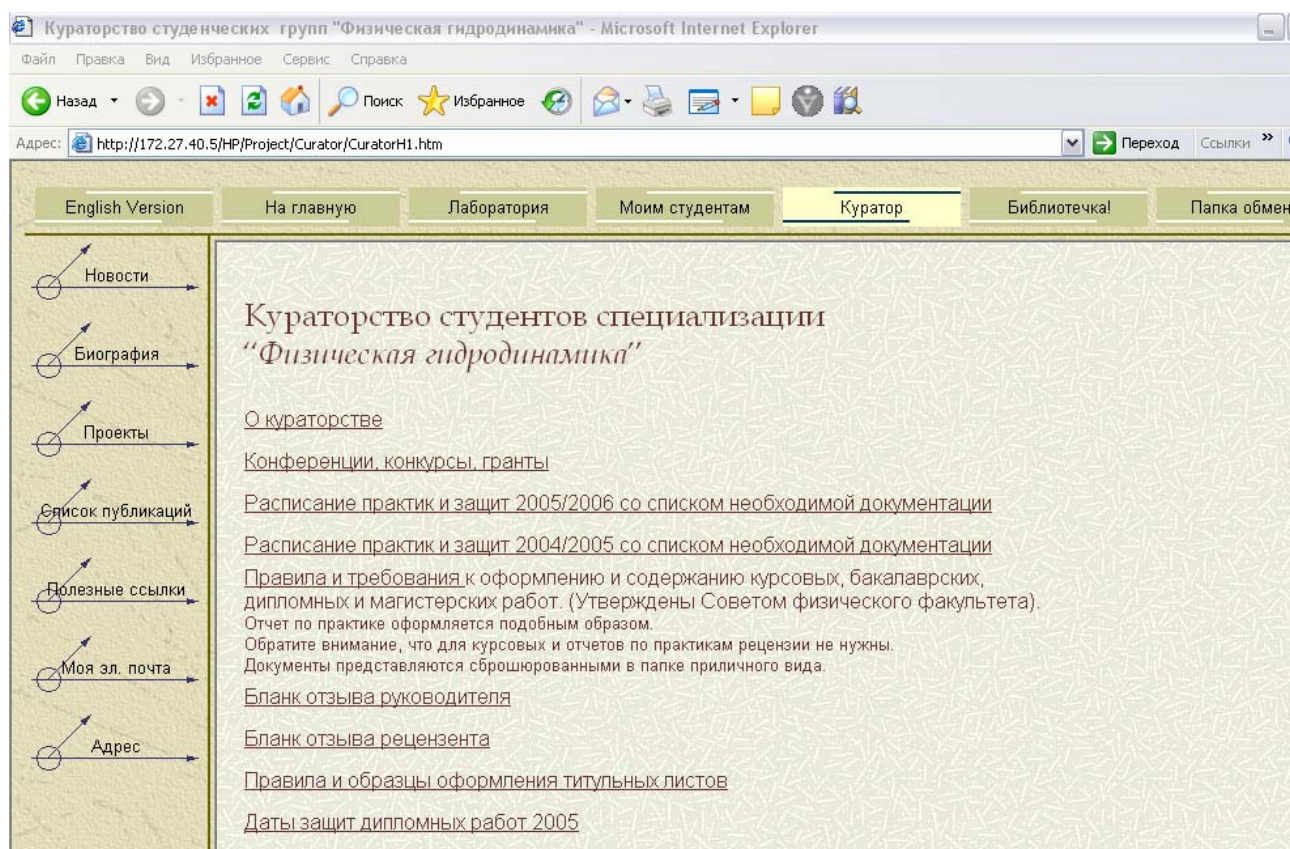 Кураторство студенческих групп "Физическая гидродинамика" - Microsoft Internet Explorer
Файл Правка Вид Избранное Сервис Справка
Назад Поиск Избранное
Адрес: http://172.27.40.5/HP/Project/Curator/CuratorH1.htm Переход Ссылки »
English Version На главную Лаборатория Моим студентам Куратор Библиотечка! Папка обмен
Новости
Биография
Проекты
Список публикаций
Полезные ссылки
Моя эл. почта
Адрес
Кураторство студентов специализации
"Физическая гидродинамика"
О кураторстве
Конференции, конкурсы, гранты
Расписание практик и защит 2005/2006 со списком необходимой документации
Расписание практик и защит 2004/2005 со списком необходимой документации
Правила и требования к оформлению и содержанию курсовых, бакалаврских,
дипломных и магистерских работ. (Утверждены Советом физического факультета).
Отчет по практике оформляется подобным образом.
Обратите внимание, что для курсовых и отчетов по практикам рецензии не нужны.
Документы представляются сброшюрованными в папке приличного вида.
Бланк отзыва руководителя
Бланк отзыва рецензента
Правила и образцы оформления титульных листов
Даты защит дипломных работ 2005